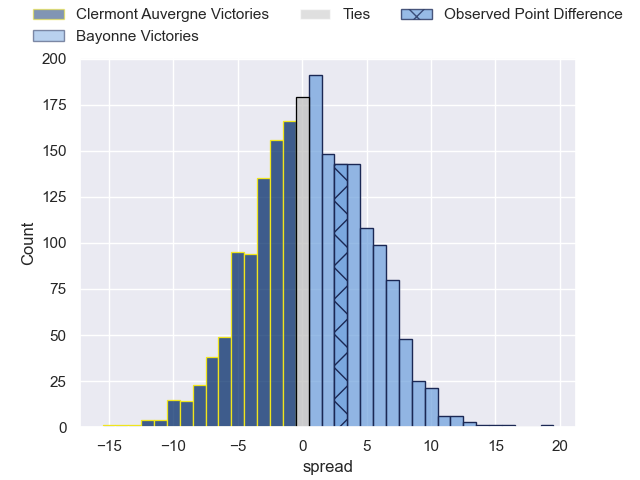 Clermont Auvergne Victories Ties Observed Point Difference
Bayonne Victories
200
175
150
125
100
75
50
25
0
Count
−15 −10 −5 0 5 10 15 20
spread